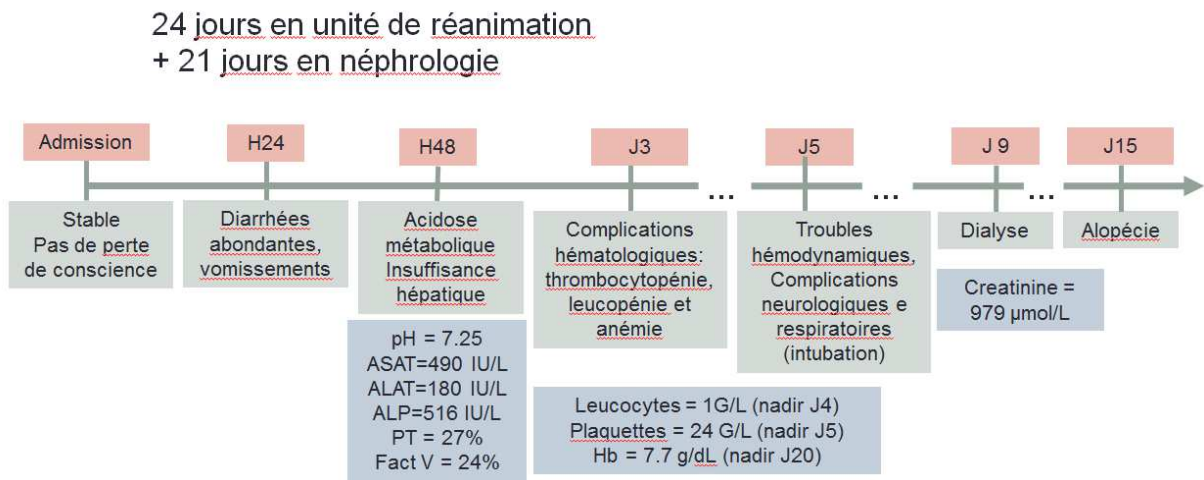 24 jours en unité de réanimation
+ 21 jours en néphrologie
Admission
H24
H48
J3
J5
J 9
J15
...
...
...
Stable
Pas de perte
de conscience
Diarrhées
abondantes,
vomissements
Acidose
métabolique
Insuffisance
hépatique
Complications
hématologiques:
thrombocytopénie,
leucopénie et
anémie
Troubles
hémodynamiques,
Complications
neurologiques e
respiratoires
(intubation)
Dialyse
Alopécie
pH = 7.25
ASAT=490 IU/L
ALAT=180 IU/L
ALP=516 IU/L
PT = 27%
Fact V = 24%
Leucocytes = 1G/L (nadir J4)
Plaquettes = 24 G/L (nadir J5)
Hb = 7.7 g/dL (nadir J20)
Creatinine =
979 µmol/L